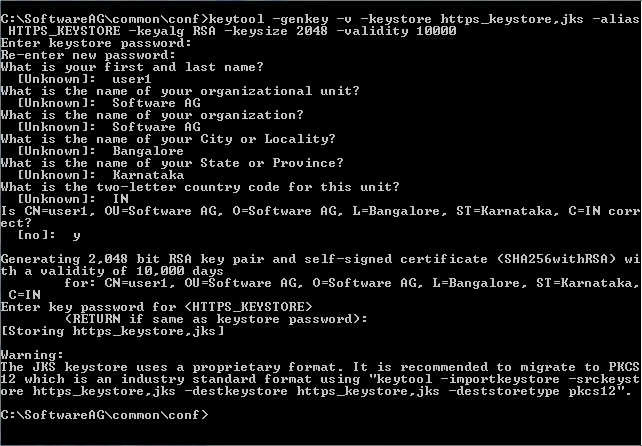 C:\SoftwareAG\common\conf>keytool -genkey -v -keystore https_keystore.jks -alias
 HTTPS_KEYSTORE -keyalg RSA -keysize 2048 -validity 10000
Enter keystore password:
Re-enter new password:
What is your first and last name?
  [Unknown]:  user1
What is the name of your organizational unit?
  [Unknown]:  Software AG
What is the name of your organization?
  [Unknown]:  Software AG
What is the name of your City or Locality?
  [Unknown]:  Bangalore
What is the name of your State or Province?
  [Unknown]:  Karnataka
What is the two-letter country code for this unit?
  [Unknown]:  IN
Is CN=user1, OU=Software AG, O=Software AG, L=Bangalore, ST=Karnataka, C=IN corr
ect?
  [no]:  y
Generating 2,048 bit RSA key pair and self-signed certificate (SHA256withRSA) wi
th a validity of 10,000 days
        for: CN=user1, OU=Software AG, O=Software AG, L=Bangalore, ST=Karnataka,
 C=IN
Enter key password for <HTTPS_KEYSTORE>
        (RETURN if same as keystore password):
[Storing https_keystore.jks]
Warning:
The JKS keystore uses a proprietary format. It is recommended to migrate to PKCS
12 which is an industry standard format using "keytool -importkeystore -srckeyst
ore https_keystore.jks -destkeystore https_keystore.jks -deststoretype pkcs12".
C:\SoftwareAG\common\conf>